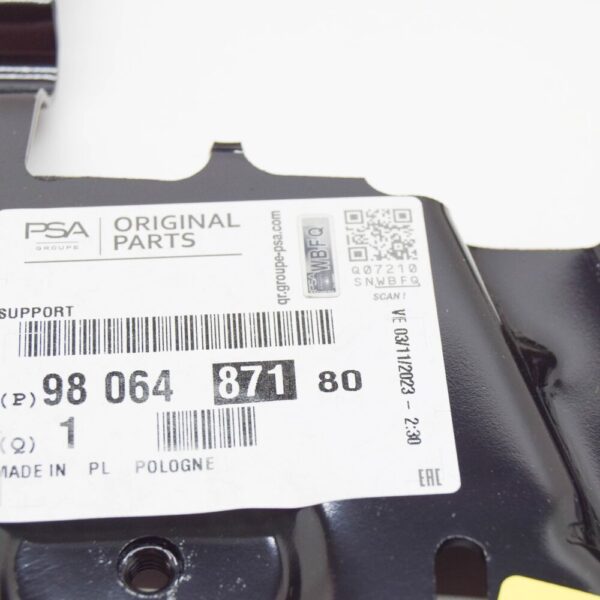 PSA
GROUPE
ORIGINAL
PARTS
qr.groupe-psa.com
WBFQ
Q07210
SNWBFQ
SCAN!
SUPPORT
(P) 98 064 871 80
(Q) 1
MADE IN PL POLOGNE
VE 03/11/2023 - 2:30
EAC